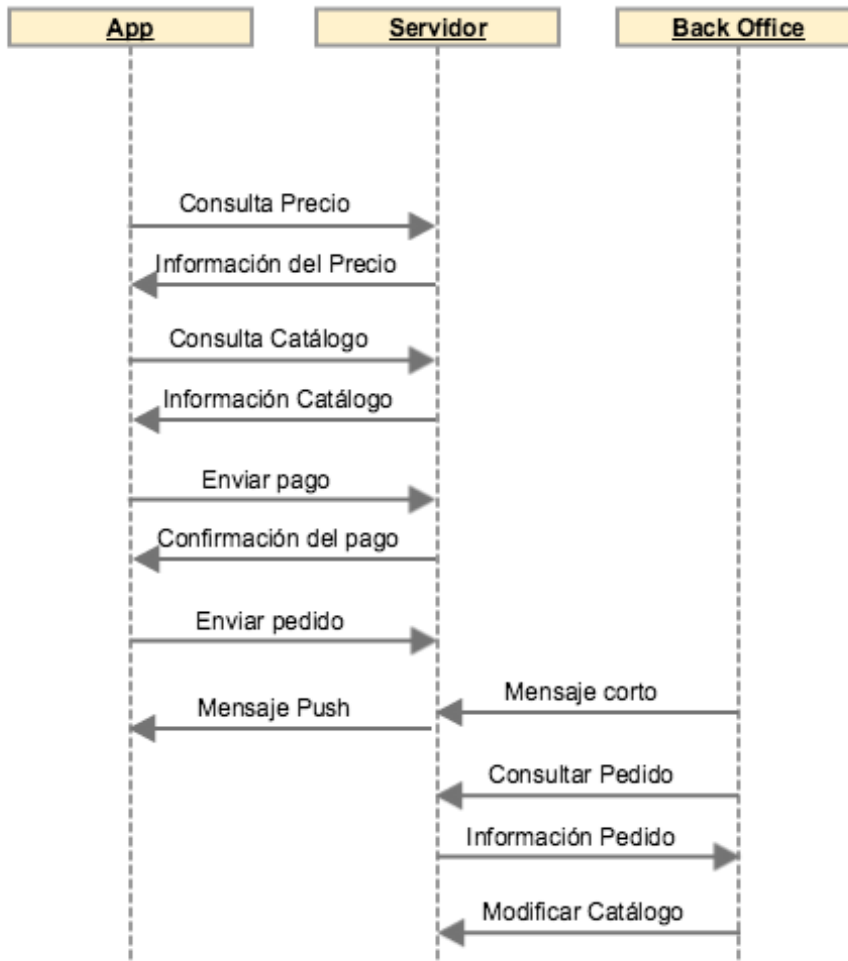 App
Servidor
Back Office
Consulta Precio
Información del Precio
Consulta Catálogo
Información Catálogo
Enviar pago
Confirmación del pago
Enviar pedido
Mensaje corto
Mensaje Push
Consultar Pedido
Información Pedido
Modificar Catálogo